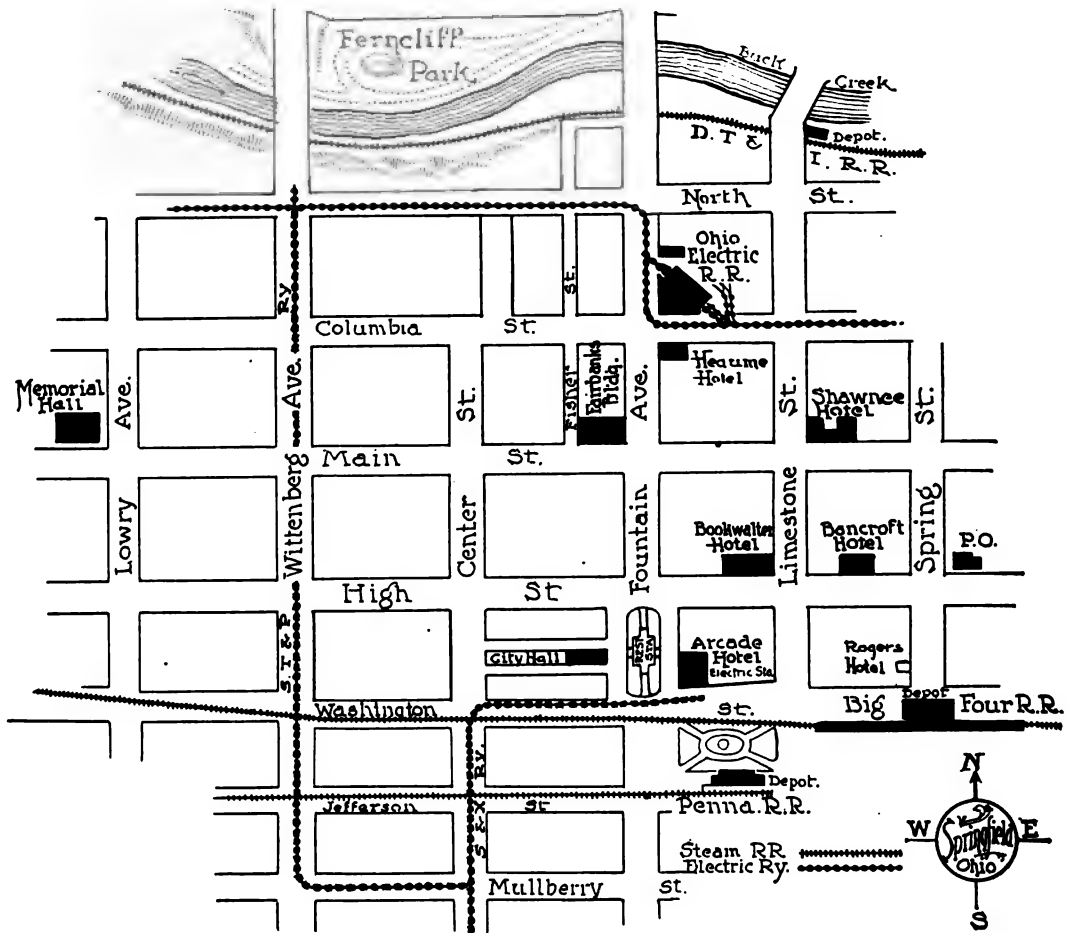 Ferncliff
Park
Buck
Creek
Depot.
D. T &
I. R. R.
North St.
Ohio
Electric
R. R.
RY
St.
Columbia St.
Memorial
Hall
Ave.
Ave.
St.
Fisher
Fairbanks
Bldg.
Ave.
Heaume
Hotel
St.
Shawnee
Hotel
St.
Main St.
Lowry
Wittenberg
Center
Fountain
Bookwalter
Hotel
Limestone
Bancroft
Hotel
Spring
P.O.
High St
S. T & P
City Hall
REST
STA
Arcade
Hotel
Electric Sta.
Rogers
Hotel
Washington St.
Big Four R.R.
Depot
Ry.
S & X
Depot.
Jefferson St
Penna. R.R.
Steam RR
Electric Ry.
Mullberry St.
N
W
E
S
Springfield
Ohio